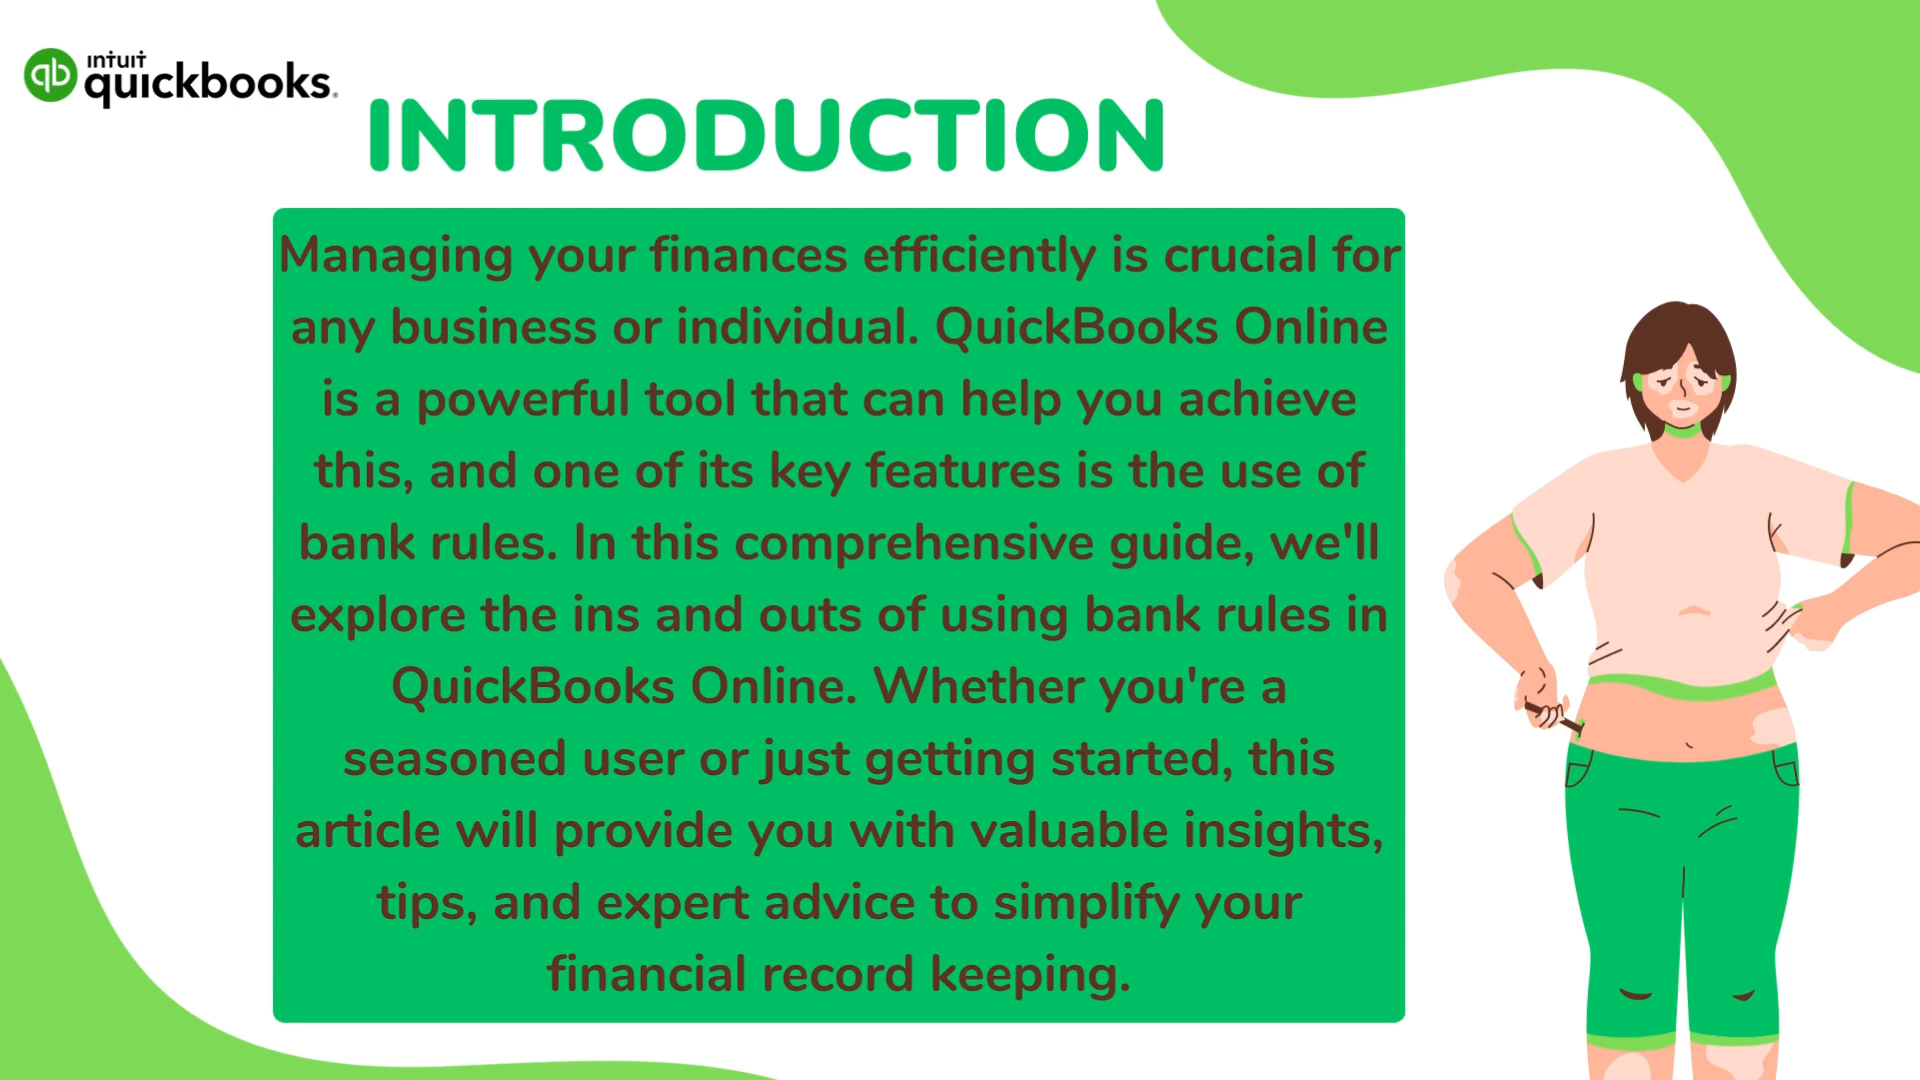 qb
ıntuıt
quıckbooks.
INTRODUCTION
Managing your finances efficiently is crucial for
any business or individual. QuickBooks Online
is a powerful tool that can help you achieve
this, and one of its key features is the use of
bank rules. In this comprehensive guide, we'll
explore the ins and outs of using bank rules in
QuickBooks Online. Whether you're a
seasoned user or just getting started, this
article will provide you with valuable insights,
tips, and expert advice to simplify your
financial record keeping.